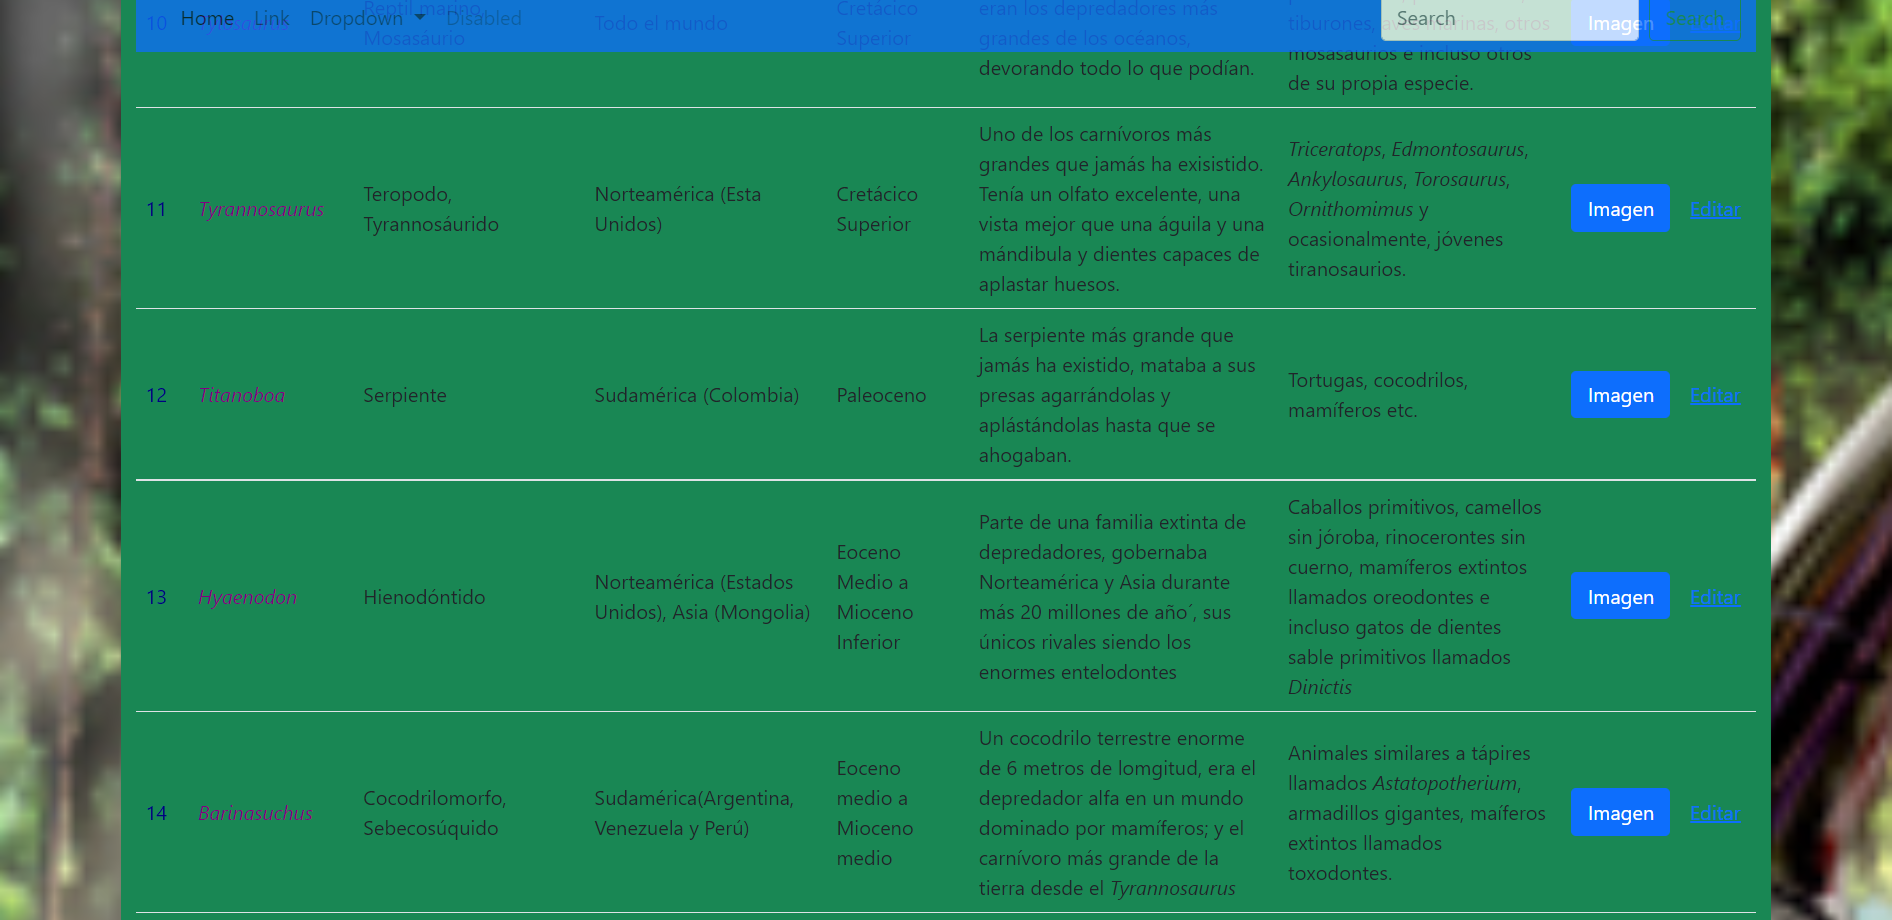 Home Link Dropdown Disabled Search Search
10 Tylosaurus Reptil marino, Mosasáurio Todo el mundo Cretácico Superior
eran los depredadores más
grandes de los océanos,
devorando todo lo que podían.
tiburones, aves marinas, otros
mosasaurios e incluso otros
de su propia especie.
Imagen
11
Tyrannosaurus
Teropodo,
Tyrannosáurido
Norteamérica (Esta
Unidos)
Cretácico
Superior
Uno de los carnívoros más
grandes que jamás ha exisistido.
Tenía un olfato excelente, una
vista mejor que una águila y una
mándibula y dientes capaces de
aplastar huesos.
Triceratops, Edmontosaurus,
Ankylosaurus, Torosaurus,
Ornithomimus y
ocasionalmente, jóvenes
tiranosaurios.
Imagen
Editar
12
Titanoboa
Serpiente
Sudamérica (Colombia)
Paleoceno
La serpiente más grande que
jamás ha existido, mataba a sus
presas agarrándolas y
aplástándolas hasta que se
ahogaban.
Tortugas, cocodrilos,
mamíferos etc.
Imagen
Editar
13
Hyaenodon
Hienodóntido
Norteamérica (Estados
Unidos), Asia (Mongolia)
Eoceno
Medio a
Mioceno
Inferior
Parte de una familia extinta de
depredadores, gobernaba
Norteamérica y Asia durante
más 20 millones de año´, sus
únicos rivales siendo los
enormes entelodontes
Caballos primitivos, camellos
sin jóroba, rinocerontes sin
cuerno, mamíferos extintos
llamados oreodontes e
incluso gatos de dientes
sable primitivos llamados
Dinictis
Imagen
Editar
14
Barinasuchus
Cocodrilomorfo,
Sebecosúquido
Sudamérica(Argentina,
Venezuela y Perú)
Eoceno
medio a
Mioceno
medio
Un cocodrilo terrestre enorme
de 6 metros de lomgitud, era el
depredador alfa en un mundo
dominado por mamíferos; y el
carnívoro más grande de la
tierra desde el Tyrannosaurus
Animales similares a tápires
llamados Astatopotherium,
armadillos gigantes, maíferos
extintos llamados
toxodontes.
Imagen
Editar